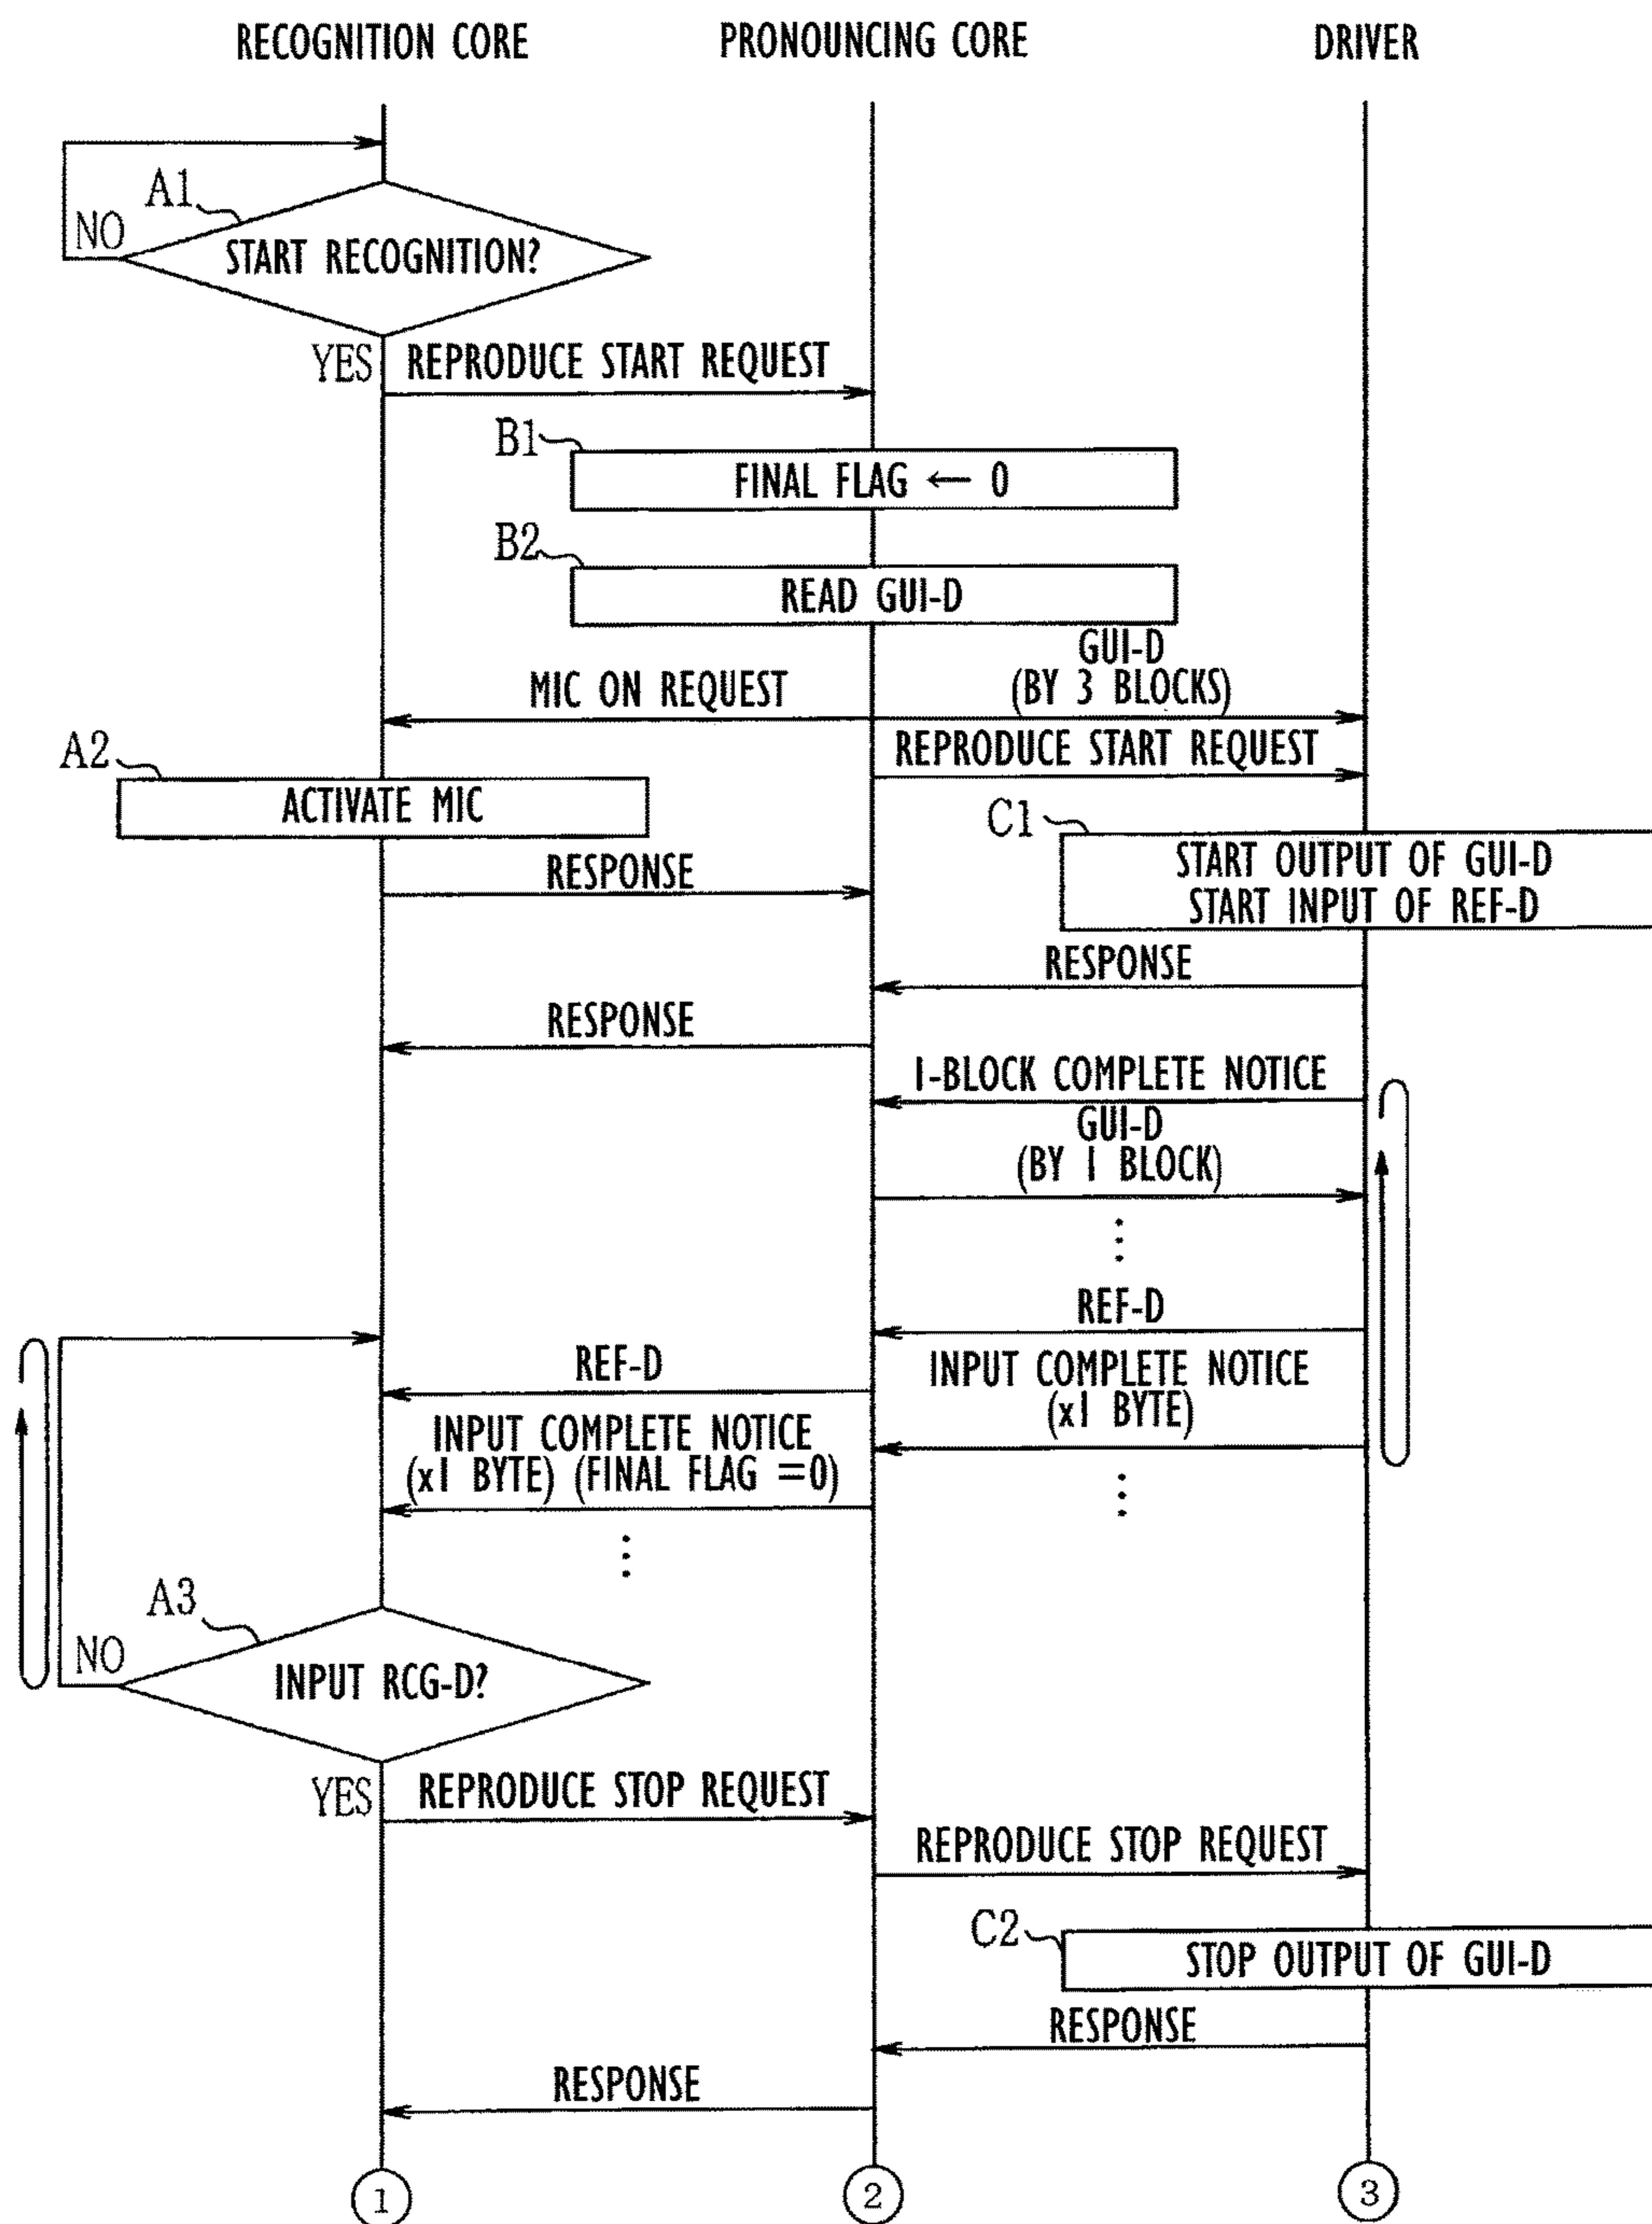 RECOGNITION CORE
PRONOUNCING CORE
DRIVER
A1
NO
START RECOGNITION?
YES
REPRODUCE START REQUEST
B1
FINAL FLAG ← 0
B2
READ GUI-D
GUI-D
(BY 3 BLOCKS)
MIC ON REQUEST
REPRODUCE START REQUEST
A2
ACTIVATE MIC
C1
START OUTPUT OF GUI-D
START INPUT OF REF-D
RESPONSE
RESPONSE
RESPONSE
1-BLOCK COMPLETE NOTICE
GUI-D
(BY 1 BLOCK)
⋮
REF-D
REF-D
INPUT COMPLETE NOTICE
(x1 BYTE)
INPUT COMPLETE NOTICE
(x1 BYTE) (FINAL FLAG =0)
⋮
⋮
A3
NO
INPUT RCG-D?
YES
REPRODUCE STOP REQUEST
REPRODUCE STOP REQUEST
C2
STOP OUTPUT OF GUI-D
RESPONSE
RESPONSE
1
2
3